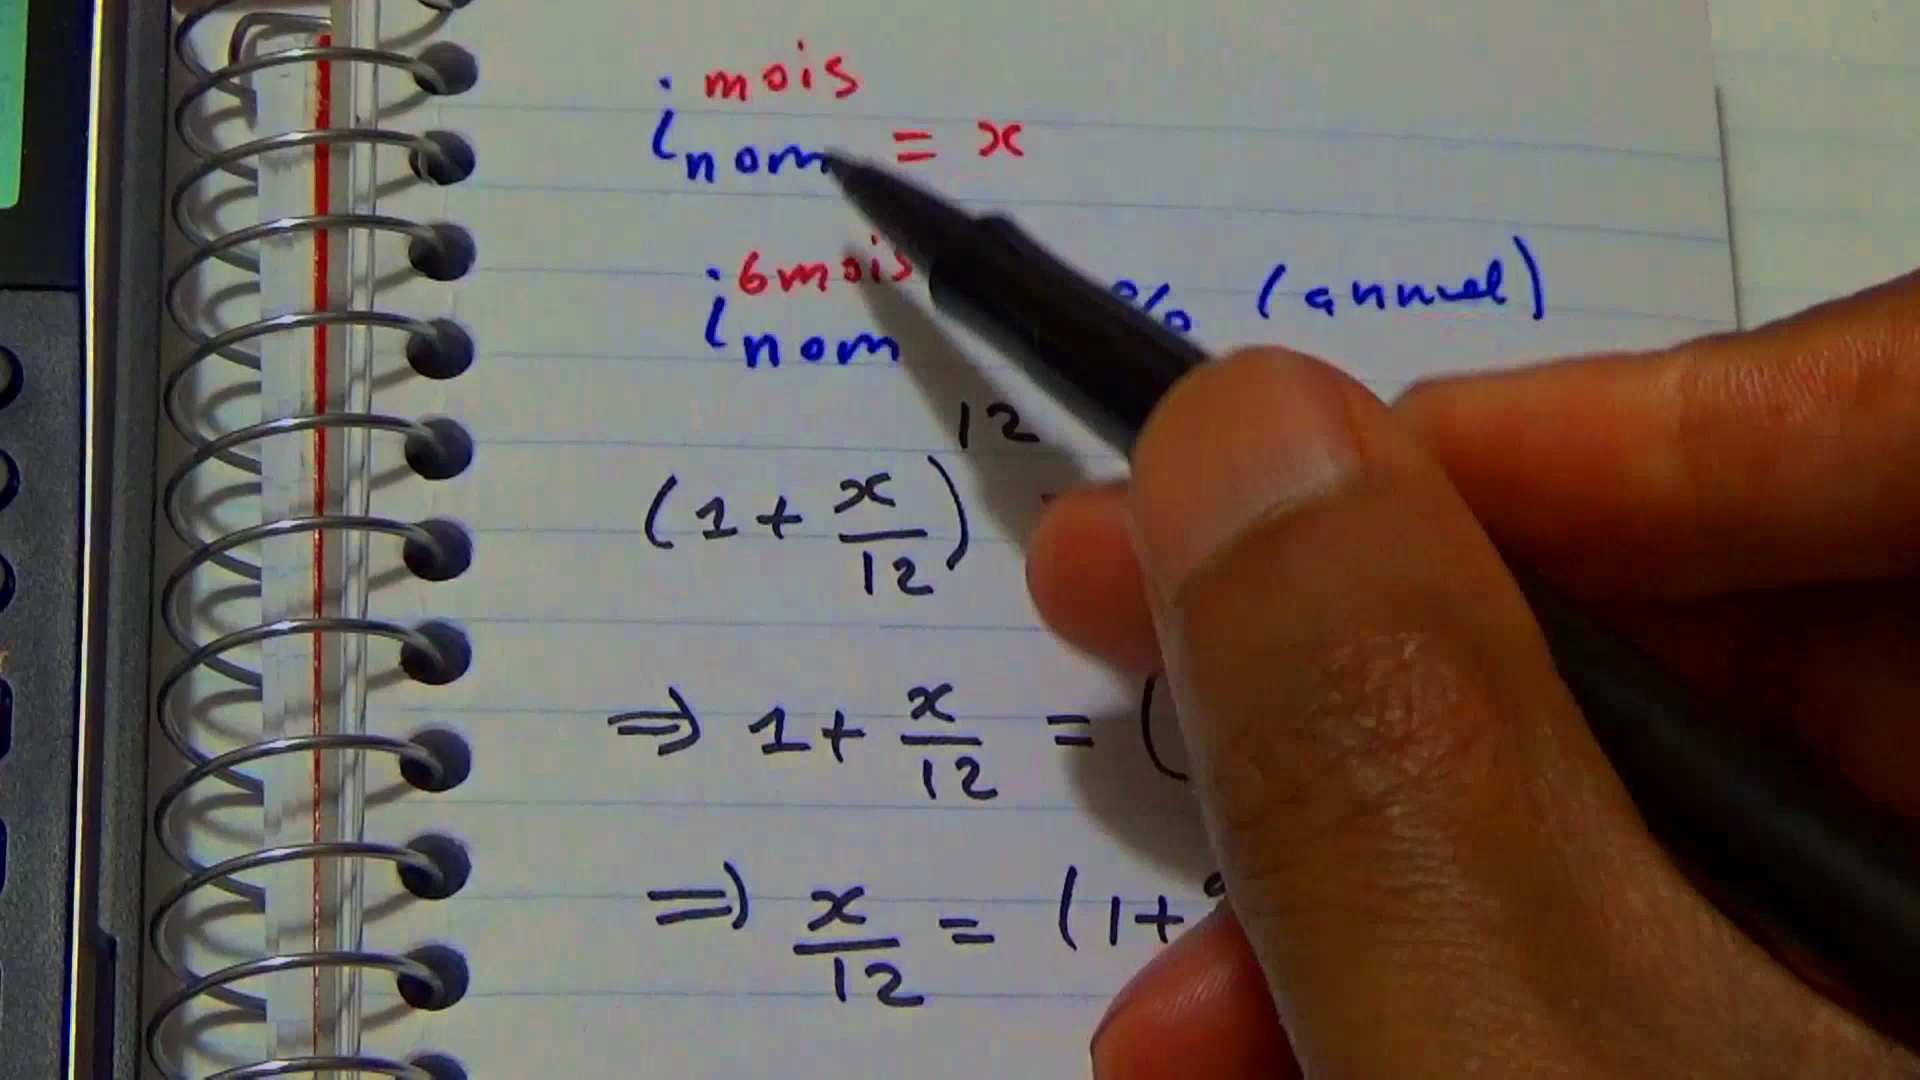 i nom mois = x
i nom 6mois % (annuel)
(1 + x/12)^12
⇒ 1 + x/12 = (
⇒ x/12 = (1+